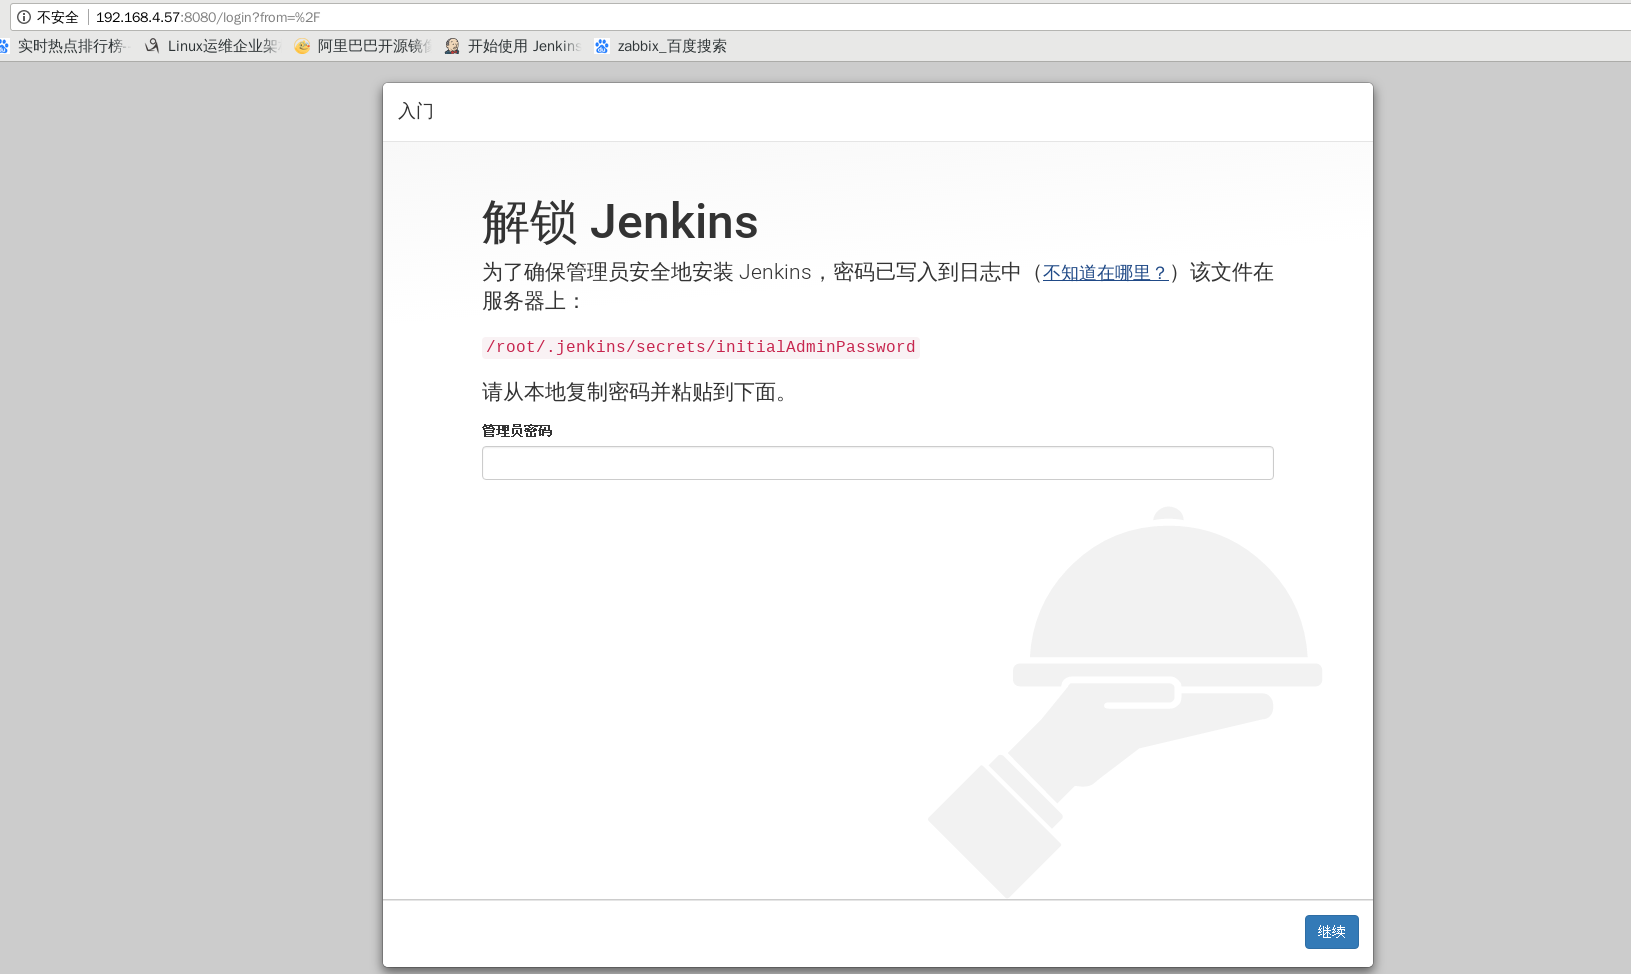 不安全 192.168.4.57:8080/login?from=%2F
实时热点排行榜 Linux运维企业架 阿里巴巴开源镜 开始使用 Jenkins zabbix_百度搜索
入门
解锁 Jenkins
为了确保管理员安全地安装 Jenkins，密码已写入到日志中（不知道在哪里？）该文件在
服务器上：
/root/.jenkins/secrets/initialAdminPassword
请从本地复制密码并粘贴到下面。
管理员密码
继续